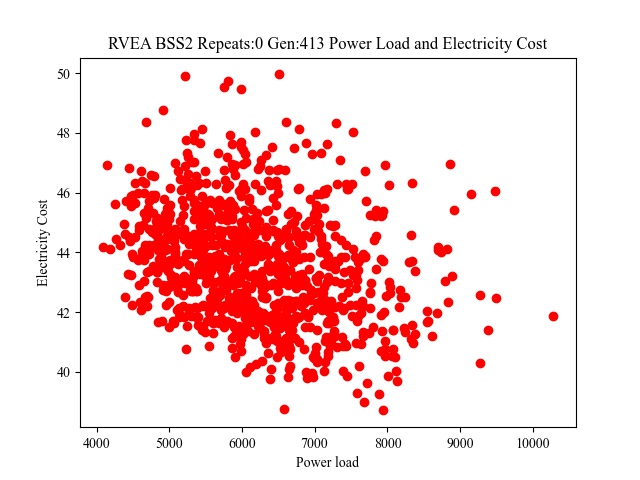 RVEA BSS2 Repeats:0 Gen:413 Power Load and Electricity Cost
50
48
46
44
42
40
Electricity Cost
4000 5000 6000 7000 8000 9000 10000
Power load